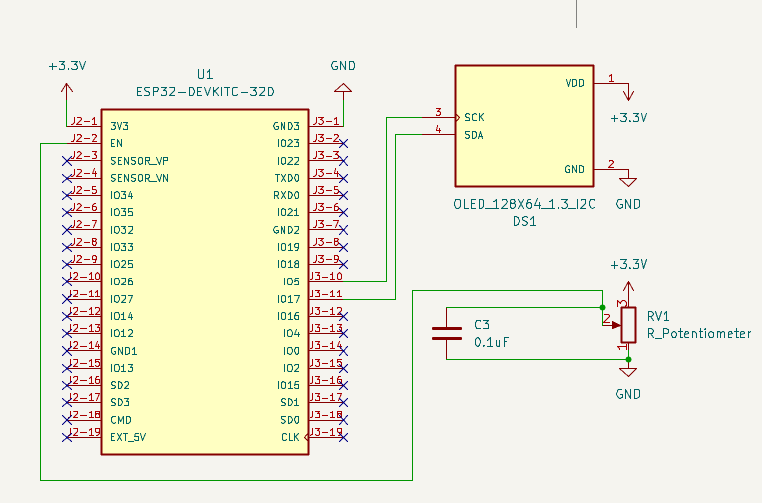 +3.3V
U1
ESP32-DEVKITC-32D
GND
J2-1 3V3
J2-2 EN
J2-3 SENSOR_VP
J2-4 SENSOR_VN
J2-5 IO34
J2-6 IO35
J2-7 IO32
J2-8 IO33
J2-9 IO25
J2-10 IO26
J2-11 IO27
J2-12 IO14
J2-13 IO12
J2-14 GND1
J2-15 IO13
J2-16 SD2
J2-17 SD3
J2-18 CMD
J2-19 EXT_5V
GND3 J3-1
IO23 J3-2
IO22 J3-3
TXD0 J3-4
RXD0 J3-5
IO21 J3-6
GND2 J3-7
IO19 J3-8
IO18 J3-9
IO5 J3-10
IO17 J3-11
IO16 J3-12
IO4 J3-13
IO0 J3-14
IO2 J3-15
IO15 J3-16
SD1 J3-17
SD0 J3-18
CLK J3-19
VDD 1
3 SCK
4 SDA
+3.3V
GND 2
OLED_128X64_1.3_I2C
DS1
GND
+3.3V
3
2
1
RV1
R_Potentiometer
C3
0.1uF
GND